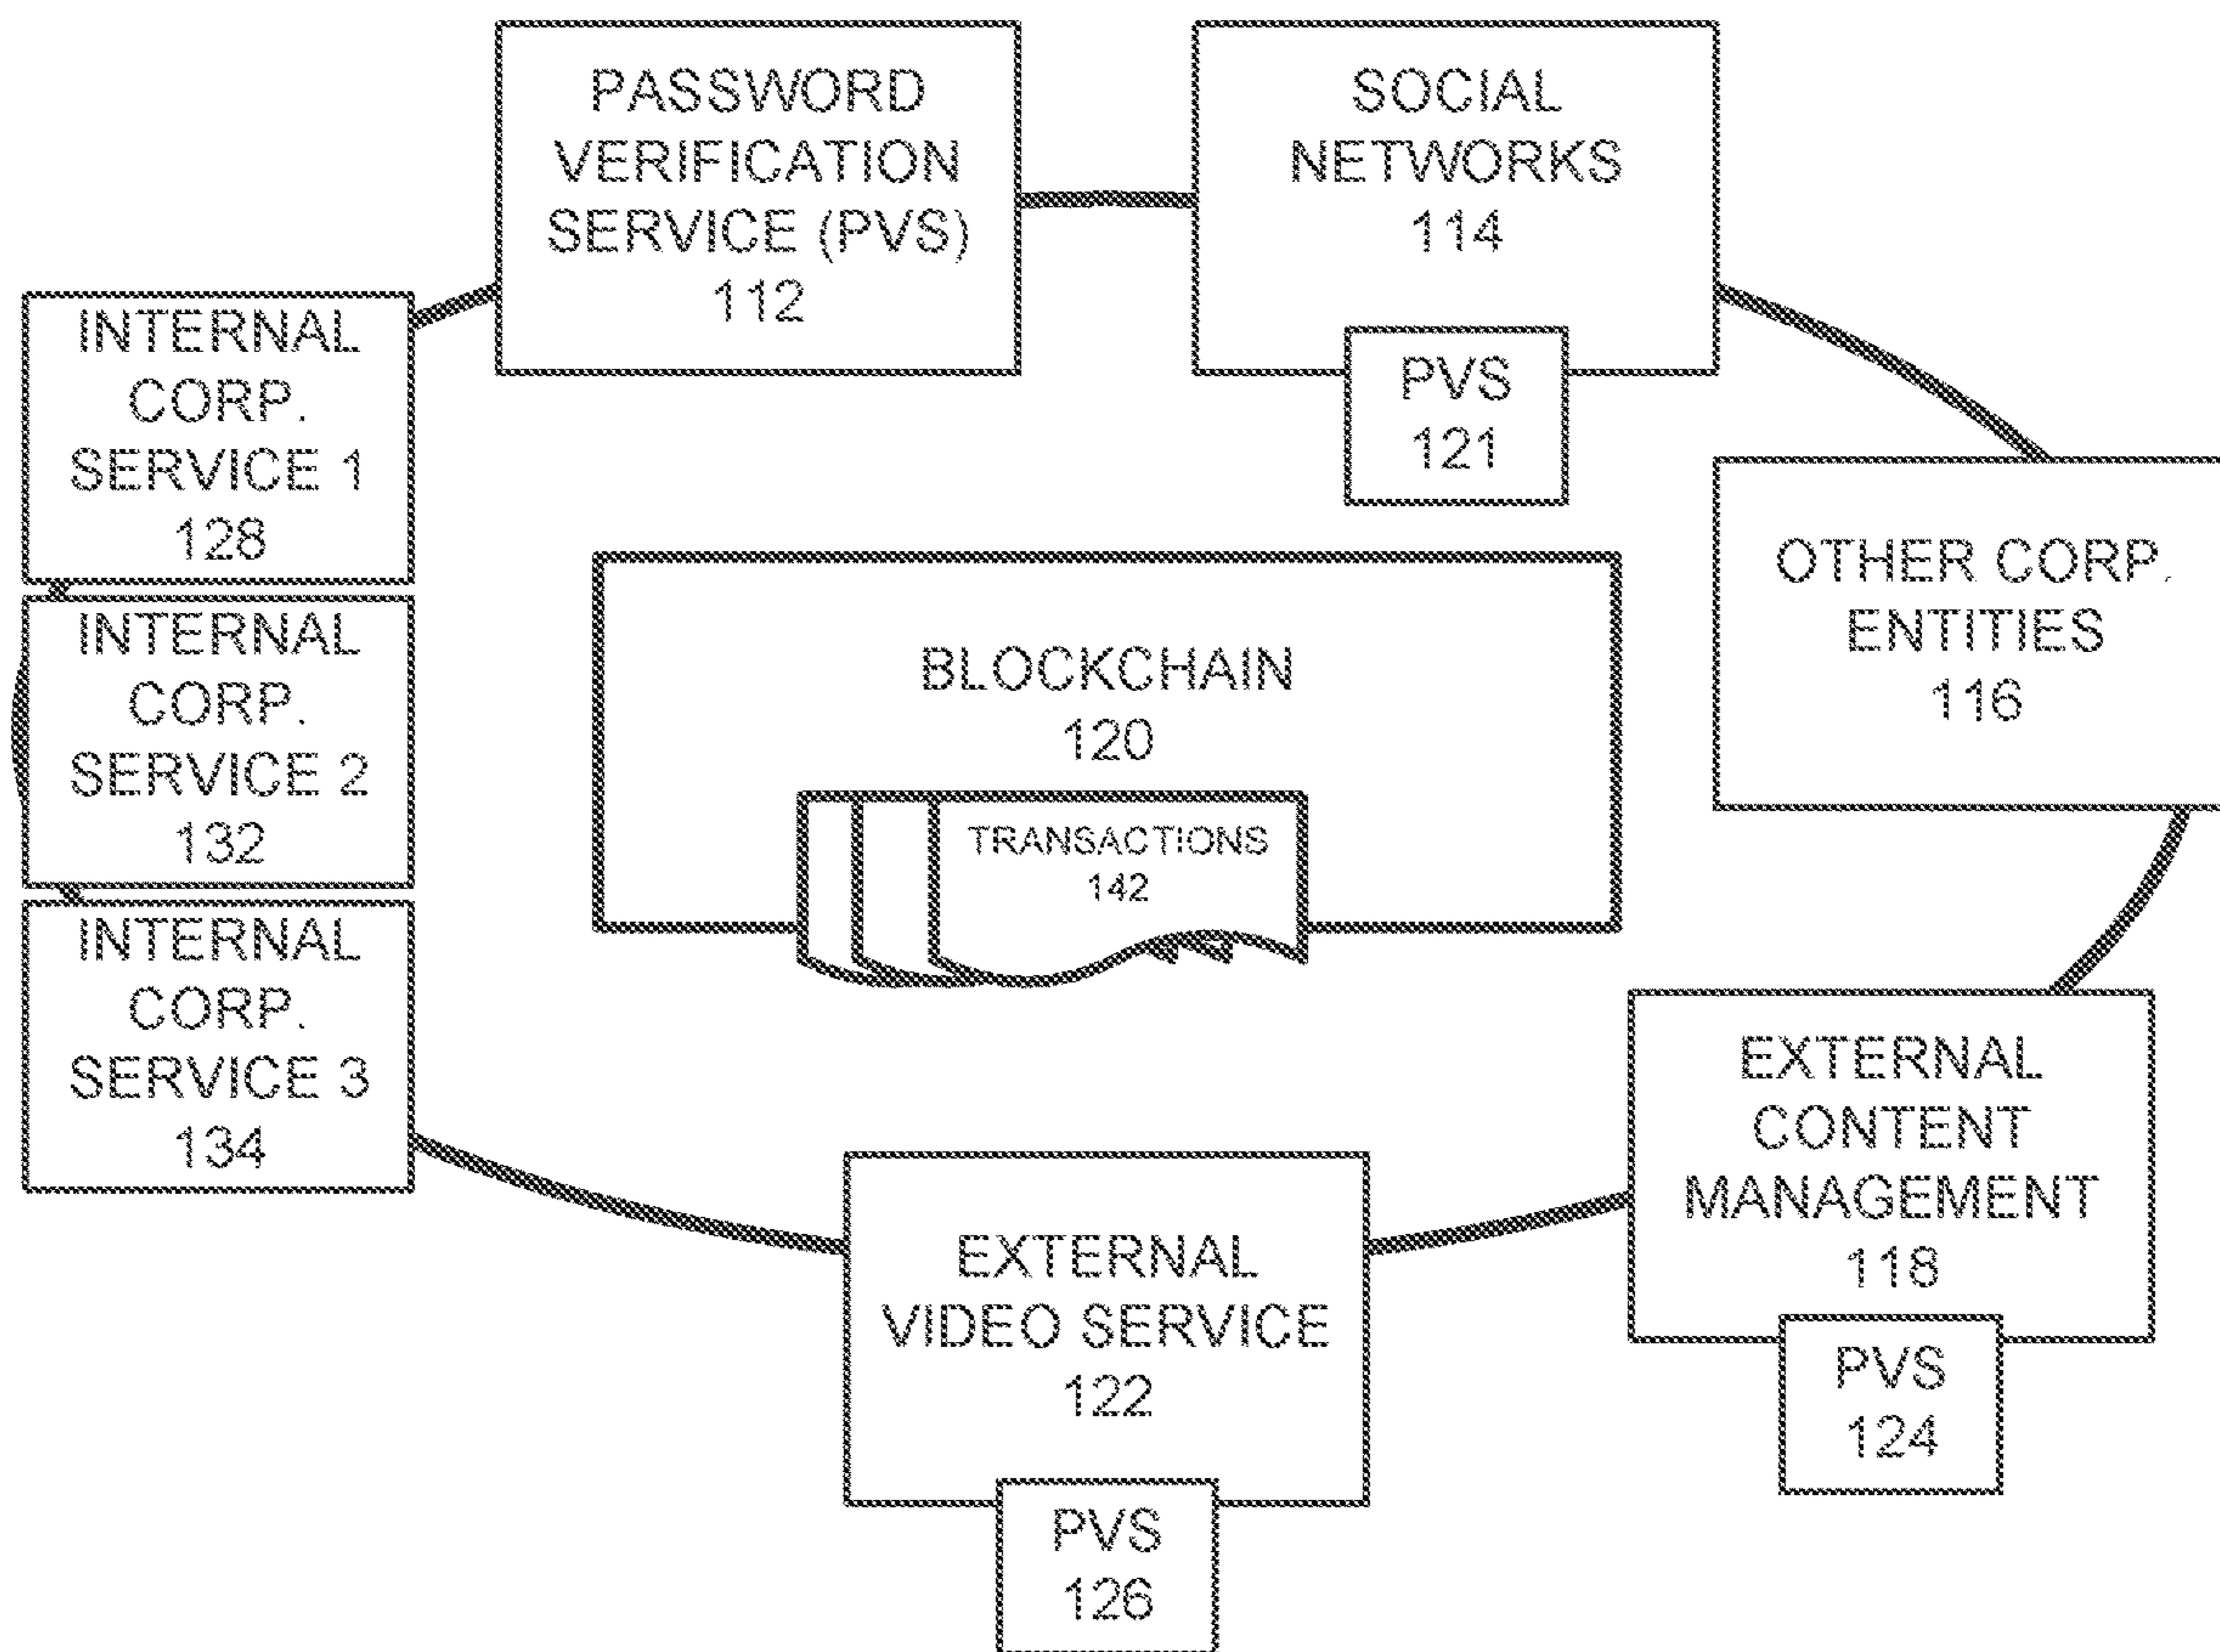 PASSWORD
VERIFICATION
SERVICE (PVS)
112
SOCIAL
NETWORKS
114
PVS
121
INTERNAL
CORP.
SERVICE 1
128
OTHER CORP.
ENTITIES
116
INTERNAL
CORP.
SERVICE 2
132
BLOCKCHAIN
120
TRANSACTIONS
142
INTERNAL
CORP.
SERVICE 3
134
EXTERNAL
CONTENT
MANAGEMENT
118
PVS
124
EXTERNAL
VIDEO SERVICE
122
PVS
126